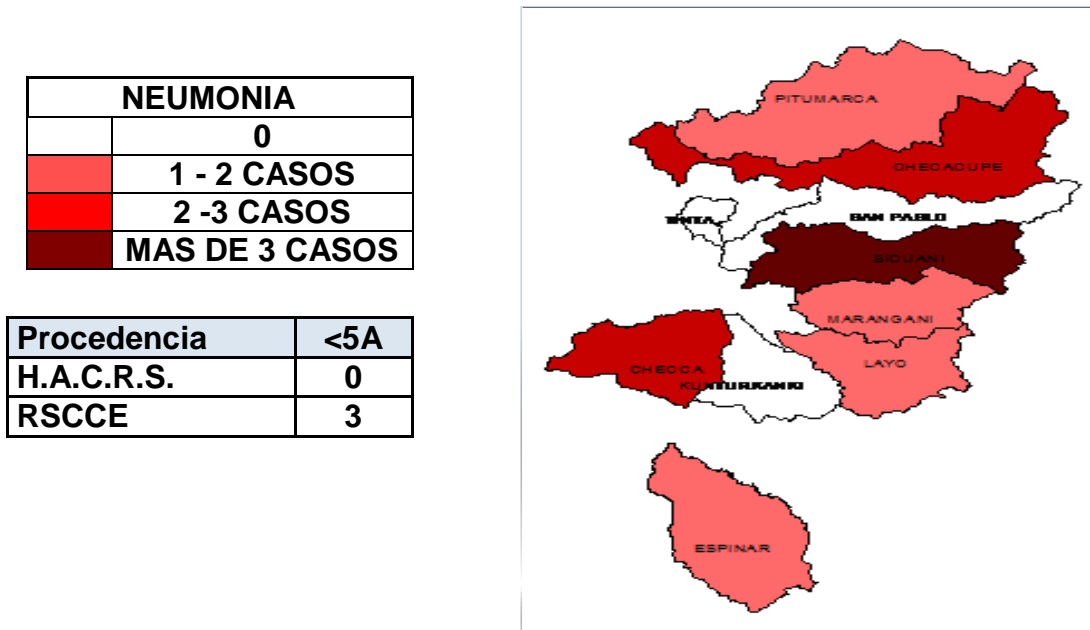 NEUMONIA
0
1 - 2 CASOS
2 -3 CASOS
MAS DE 3 CASOS
Procedencia <5A
H.A.C.R.S. 0
RSCCE 3
PITUMARCA
CHECACUPE
TINTA
SAN PABLO
SICUANI
MARANGANI
LAYO
CHECCA
KUNTURKANKI
ESPINAR